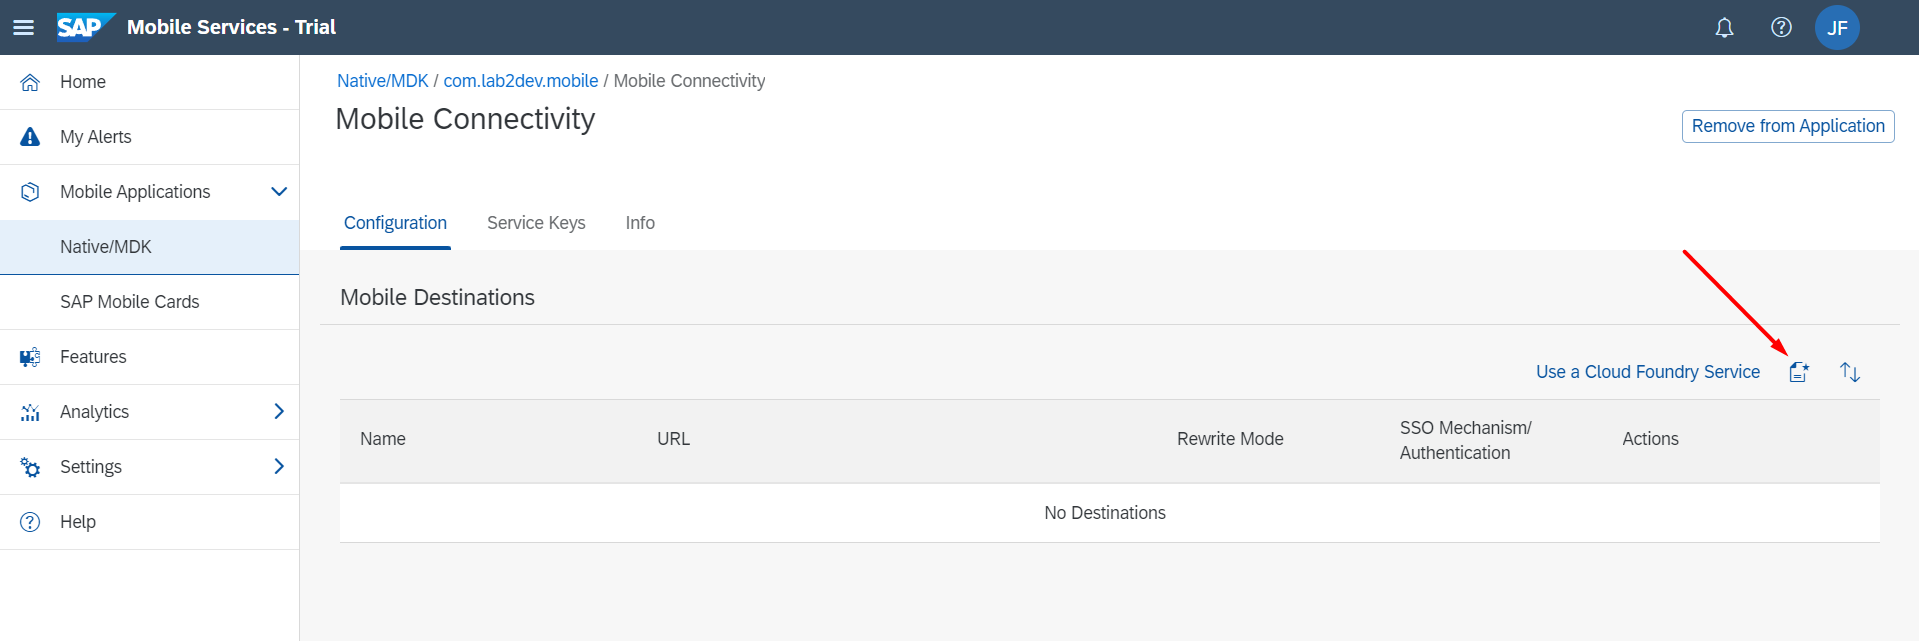 SAP Mobile Services - Trial
JF
Home
My Alerts
Mobile Applications
Native/MDK
SAP Mobile Cards
Features
Analytics
Settings
Help
Native/MDK / com.lab2dev.mobile / Mobile Connectivity
Mobile Connectivity
Remove from Application
Configuration Service Keys Info
Mobile Destinations
Use a Cloud Foundry Service
Name URL Rewrite Mode SSO Mechanism/
Authentication Actions
No Destinations